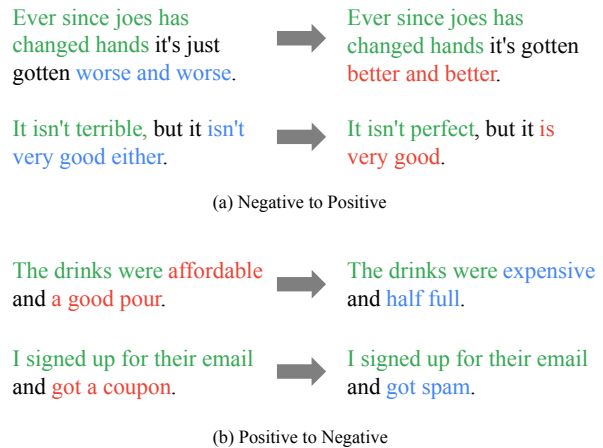 Ever since joes has
changed hands it's just
gotten worse and worse.
Ever since joes has
changed hands it's gotten
better and better.
It isn't terrible, but it isn't
very good either.
It isn't perfect, but it is
very good.
(a) Negative to Positive
The drinks were affordable
and a good pour.
The drinks were expensive
and half full.
I signed up for their email
and got a coupon.
I signed up for their email
and got spam.
(b) Positive to Negative